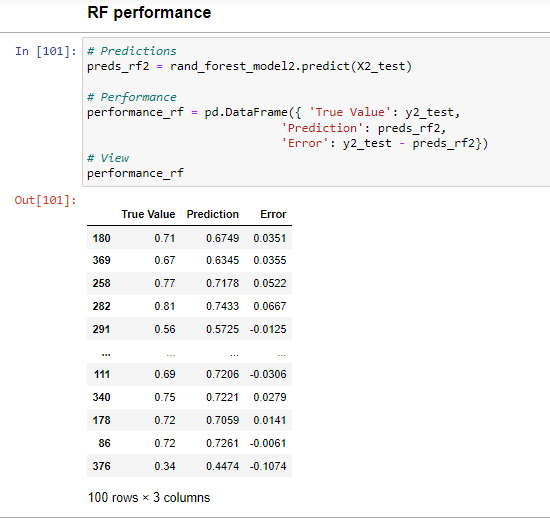 RF performance
In [101]: # Predictions
preds_rf2 = rand_forest_model2.predict(X2_test)
# Performance
performance_rf = pd.DataFrame({ 'True Value': y2_test,
'Prediction': preds_rf2,
'Error': y2_test - preds_rf2})
# View
performance_rf
Out[101]:
True Value Prediction Error
180 0.71 0.6749 0.0351
369 0.67 0.6345 0.0355
258 0.77 0.7178 0.0522
282 0.81 0.7433 0.0667
291 0.56 0.5725 -0.0125
... ... ... ...
111 0.69 0.7206 -0.0306
340 0.75 0.7221 0.0279
178 0.72 0.7059 0.0141
86 0.72 0.7261 -0.0061
376 0.34 0.4474 -0.1074
100 rows × 3 columns